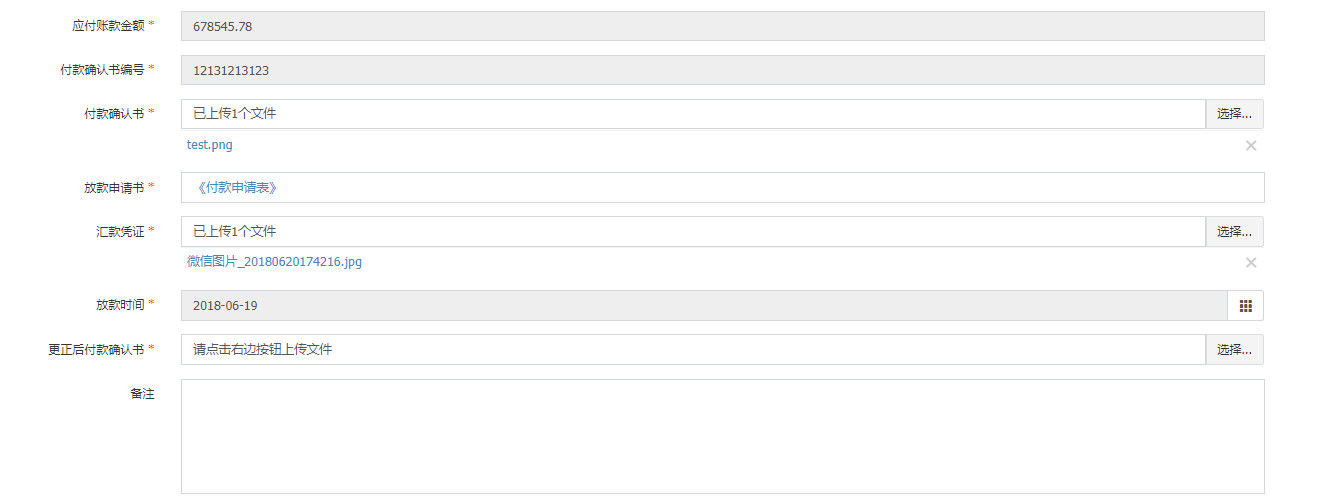 应付账款金额 * 678545.78
付款确认书编号 * 12131213123
付款确认书 * 已上传1个文件 选择...
test.png ×
放款申请书 * 《付款申请表》
汇款凭证 * 已上传1个文件 选择...
微信图片_20180620174216.jpg ×
放款时间 * 2018-06-19
更正后付款确认书 * 请点击右边按钮上传文件 选择...
备注